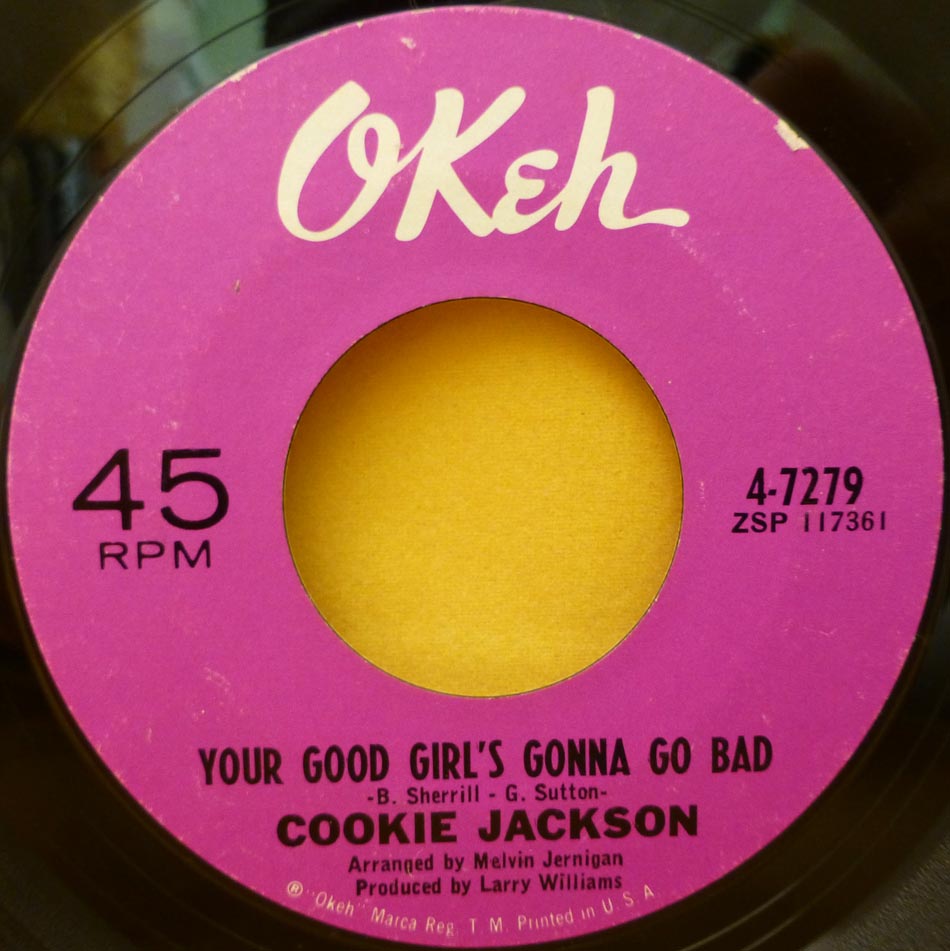 OKeh
45
RPM
4-7279
ZSP 117361
YOUR GOOD GIRL'S GONNA GO BAD
-B. Sherrill - G. Sutton-
COOKIE JACKSON
Arranged by Melvin Jernigan
Produced by Larry Williams
® "Okeh" Marca Reg. T. M. Printed in U. S. A.